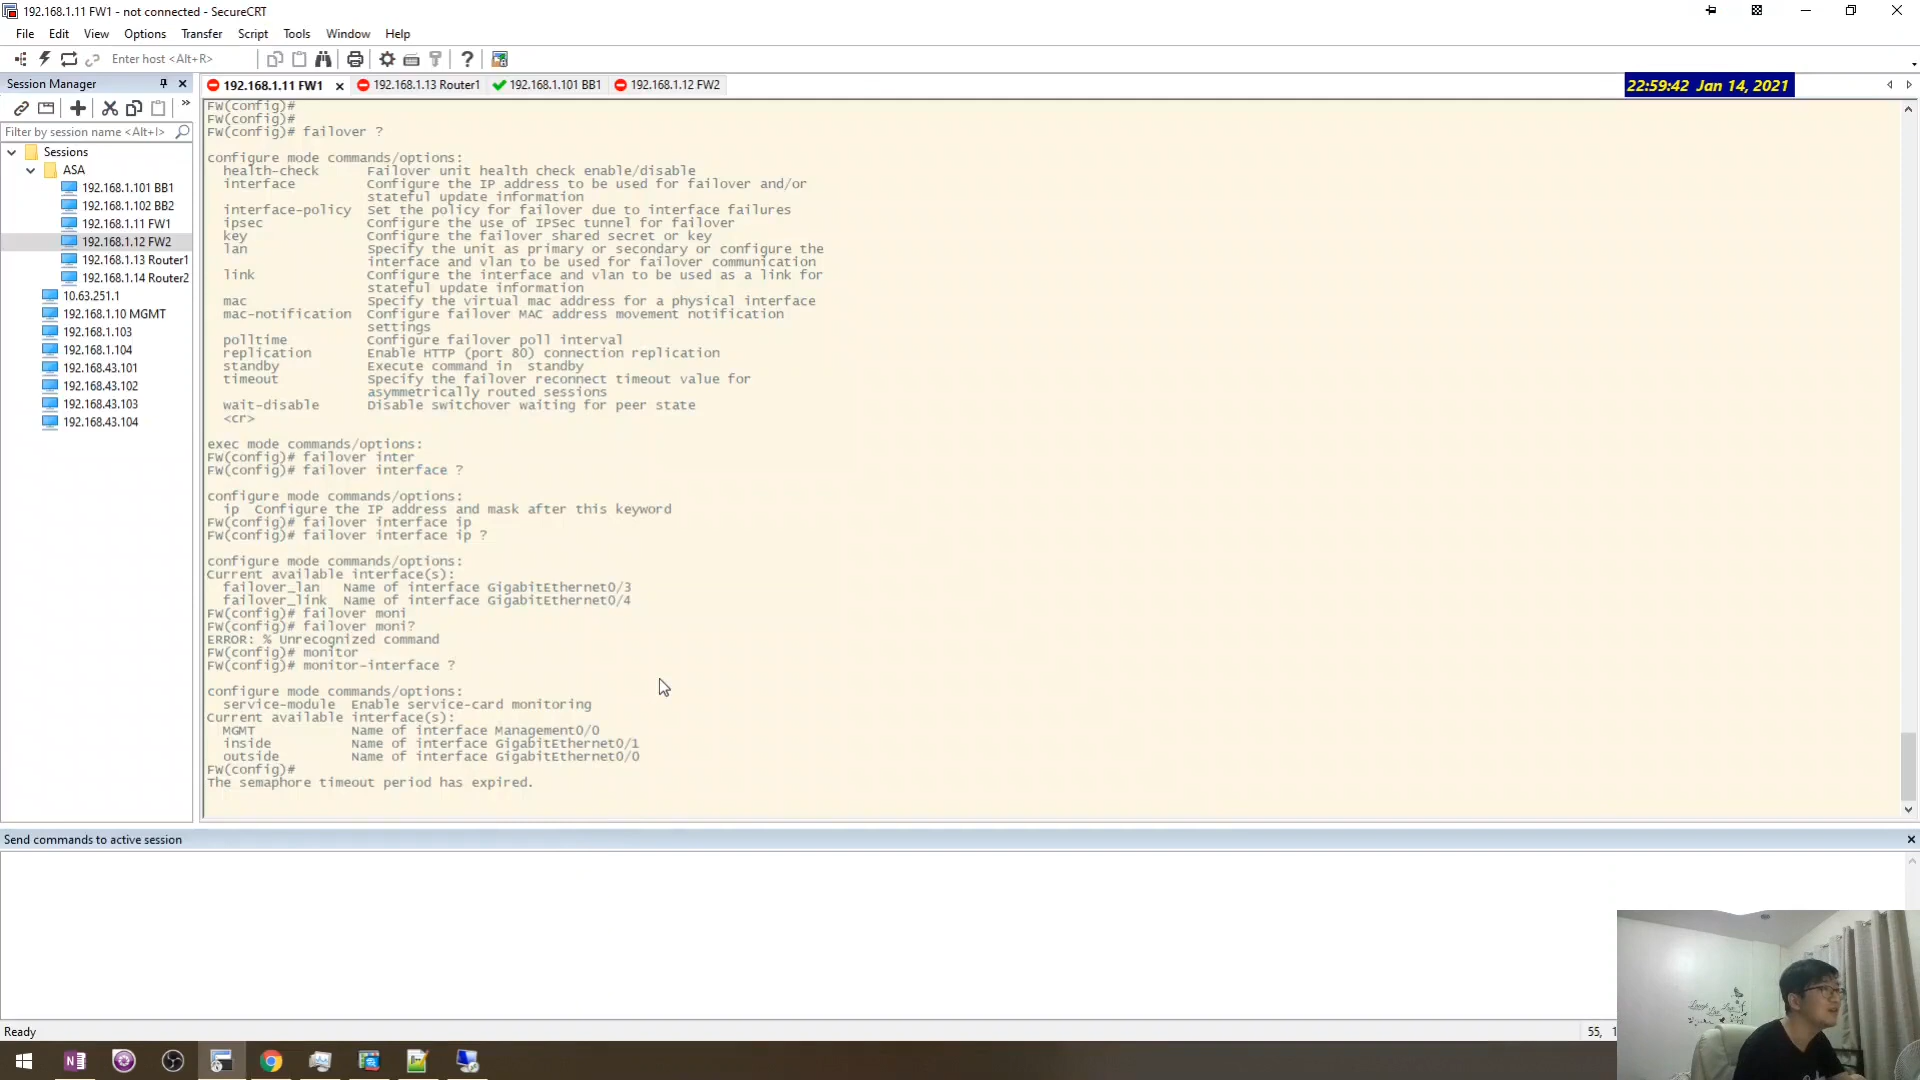 192.168.1.11 FW1 - not connected - SecureCRT
File Edit View Options Transfer Script Tools Window Help
Enter host <Alt+R>
Session Manager
192.168.1.11 FW1
192.168.1.13 Router1
192.168.1.101 BB1
192.168.1.12 FW2
22:59:42 Jan 14, 2021
Filter by session name <Alt+I>
Sessions
ASA
192.168.1.101 BB1
192.168.1.102 BB2
192.168.1.11 FW1
192.168.1.12 FW2
192.168.1.13 Router1
192.168.1.14 Router2
10.63.251.1
192.168.1.10 MGMT
192.168.1.103
192.168.1.104
192.168.43.101
192.168.43.102
192.168.43.103
192.168.43.104
FW(config)#
FW(config)#
FW(config)# failover ?
configure mode commands/options:
health-check Failover unit health check enable/disable
interface Configure the IP address to be used for failover and/or
stateful update information
interface-policy Set the policy for failover due to interface failures
ipsec Configure the use of IPSec tunnel for failover
key Configure the failover shared secret or key
lan Specify the unit as primary or secondary or configure the
interface and vlan to be used for failover communication
link Configure the interface and vlan to be used as a link for
stateful update information
mac Specify the virtual mac address for a physical interface
mac-notification Configure failover MAC address movement notification
settings
polltime Configure failover poll interval
replication Enable HTTP (port 80) connection replication
standby Execute command in standby
timeout Specify the failover reconnect timeout value for
asymmetrically routed sessions
wait-disable Disable switchover waiting for peer state
<cr>
exec mode commands/options:
FW(config)# failover inter
FW(config)# failover interface ?
configure mode commands/options:
ip Configure the IP address and mask after this keyword
FW(config)# failover interface ip
FW(config)# failover interface ip ?
configure mode commands/options:
Current available interface(s):
failover_lan Name of interface GigabitEthernet0/3
failover_link Name of interface GigabitEthernet0/4
FW(config)# failover moni
FW(config)# failover moni?
ERROR: % Unrecognized command
FW(config)# monitor
FW(config)# monitor-interface ?
configure mode commands/options:
service-module Enable service-card monitoring
Current available interface(s):
MGMT Name of interface Management0/0
inside Name of interface GigabitEthernet0/1
outside Name of interface GigabitEthernet0/0
FW(config)#
The semaphore timeout period has expired.
Send commands to active session
Ready
55, 1